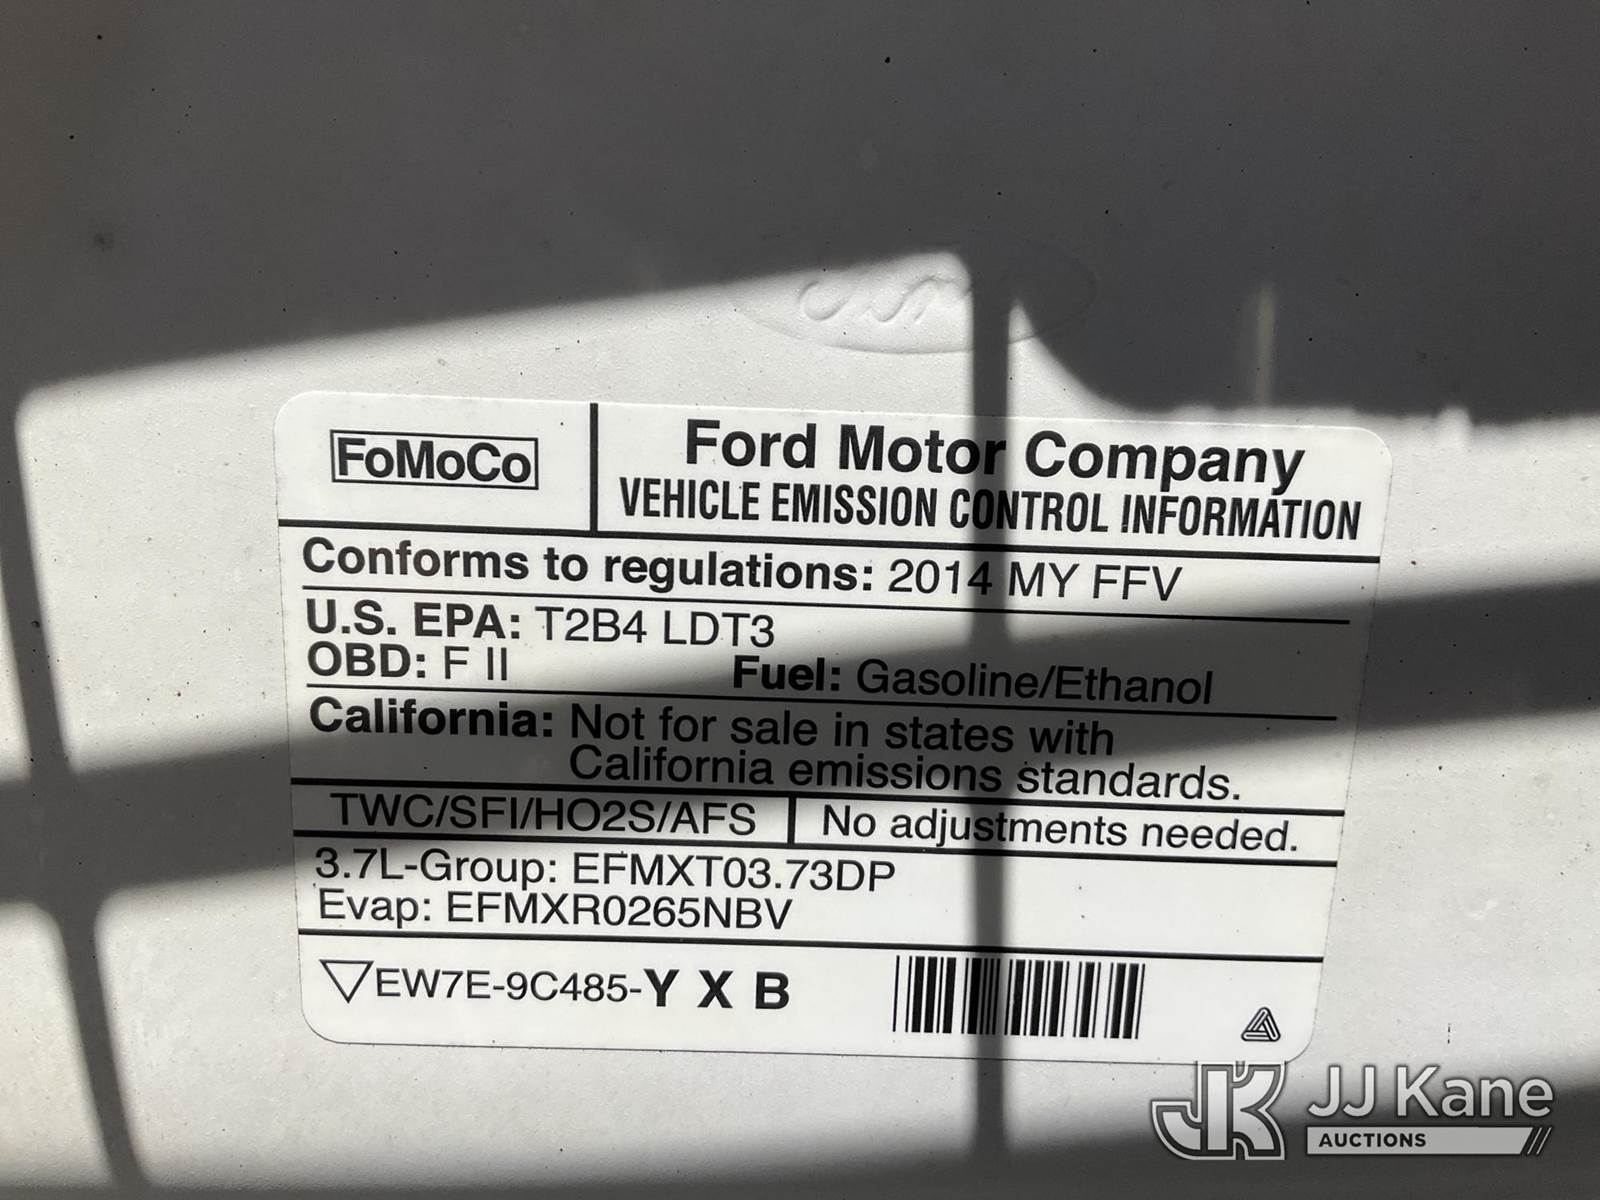 FoMoCo
Ford Motor Company
VEHICLE EMISSION CONTROL INFORMATION
Conforms to regulations: 2014 MY FFV
U.S. EPA: T2B4 LDT3
OBD: F II Fuel: Gasoline/Ethanol
California: Not for sale in states with
California emissions standards.
TWC/SFI/HO2S/AFS No adjustments needed.
3.7L-Group: EFMXT03.73DP
Evap: EFMXR0265NBV
EW7E-9C485-Y X B
JK JJ Kane
AUCTIONS